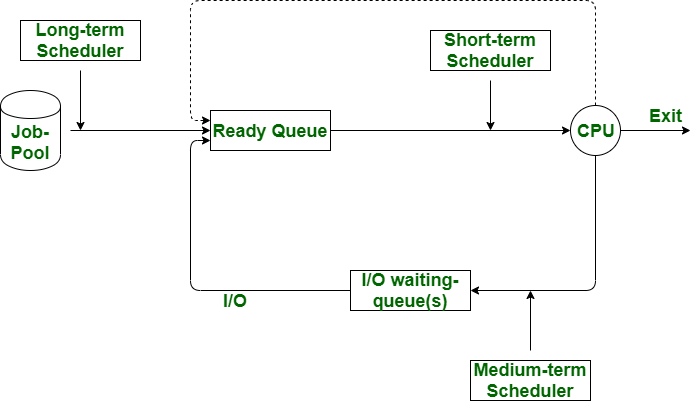 Long-term
Scheduler
Short-term
Scheduler
Job-
Pool
Ready Queue
CPU
Exit
I/O waiting-
queue(s)
I/O
Medium-term
Scheduler